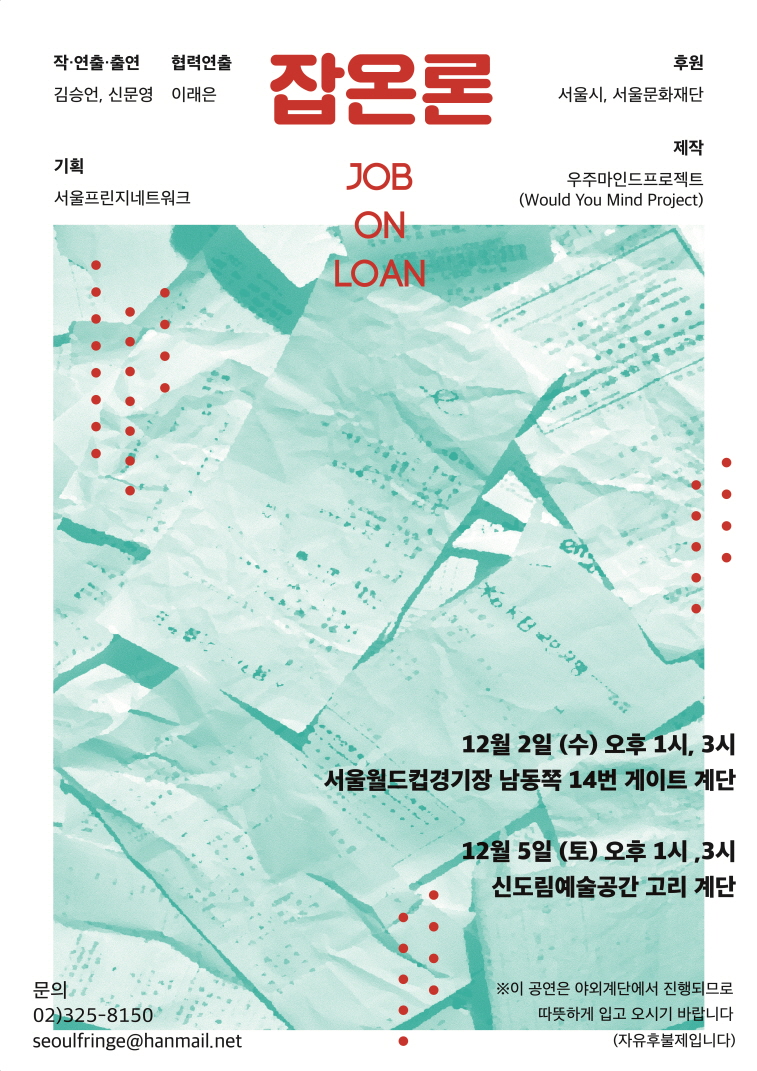 작·연출·출연
김승언, 신문영
협력연출
이래은
잡온론
후원
서울시, 서울문화재단
기획
서울프린지네트워크
JOB
ON
LOAN
제작
우주마인드프로젝트
(Would You Mind Project)
12월 2일 (수) 오후 1시, 3시
서울월드컵경기장 남동쪽 14번 게이트 계단
12월 5일 (토) 오후 1시 ,3시
신도림예술공간 고리 계단
문의
02)325-8150
seoulfringe@hanmail.net
※이 공연은 야외계단에서 진행되므로
따뜻하게 입고 오시기 바랍니다
(자유후불제입니다)